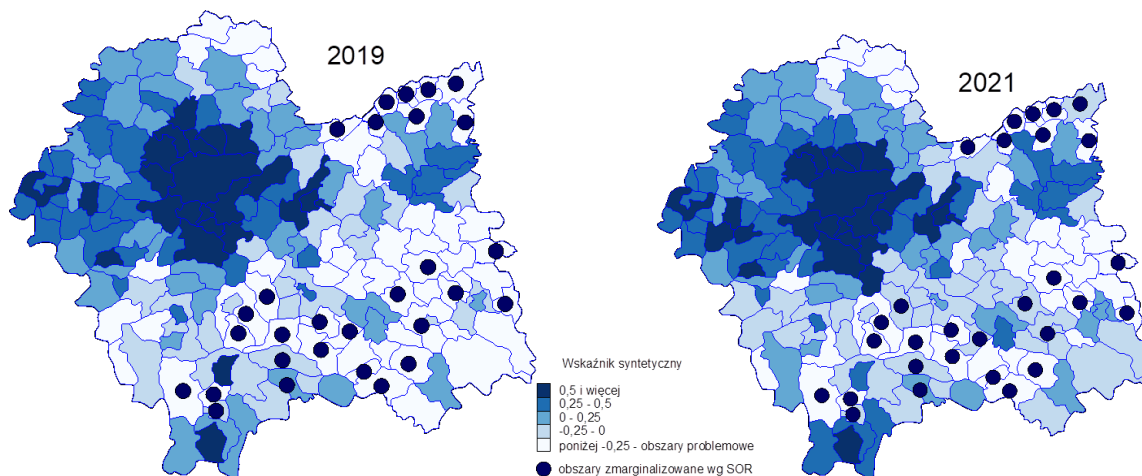 2019
2021
Wskaźnik syntetyczny
0,5 i więcej
0,25 - 0,5
0 - 0,25
-0,25 - 0
poniżej -0,25 - obszary problemowe
obszary zmarginalizowane wg SOR